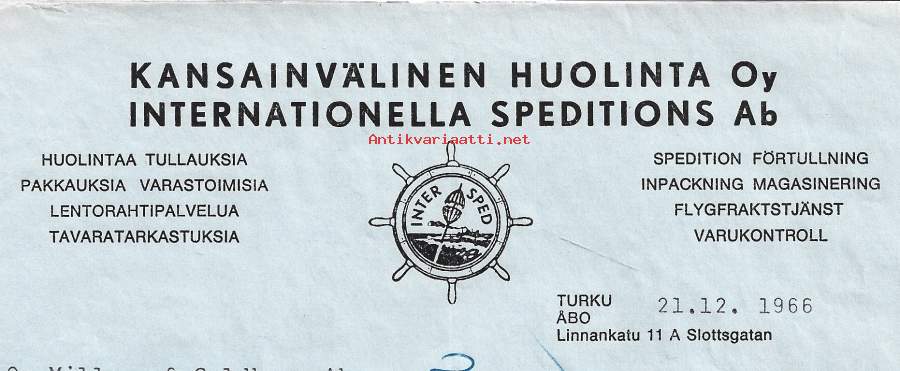 KANSAINVÄLINEN HUOLINTA Oy
INTERNATIONELLA SPEDITIONS Ab
Antikvariaatti.net
HUOLINTAA TULLAUKSIA
PAKKAUKSIA VARASTOIMISIA
LENTORAHTIPALVELUA
TAVARATARKASTUKSIA
INTER SPED
SPEDITION FÖRTULLNING
INPACKNING MAGASINERING
FLYGFRAKTSTJÄNST
VARUKONTROLL
TURKU
ÅBO
21.12. 1966
Linnankatu 11 A Slottsgatan